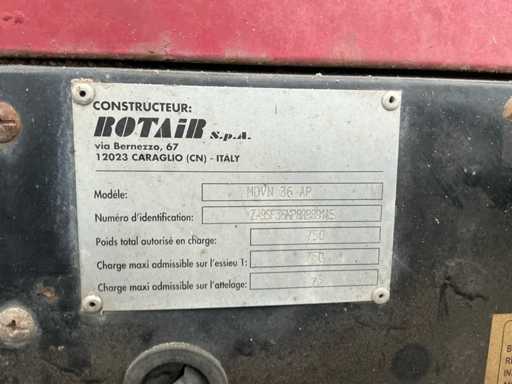 CONSTRUCTEUR:
ROTAIR S.p.A.
via Bernezzo, 67
12023 CARAGLIO (CN) - ITALY
Modèle: MDVN 36 AP
Numéro d'identification:
Poids total autorisé en charge: 750
Charge maxi admissible sur l'essieu 1:
Charge maxi admissible sur l'attelage: 75